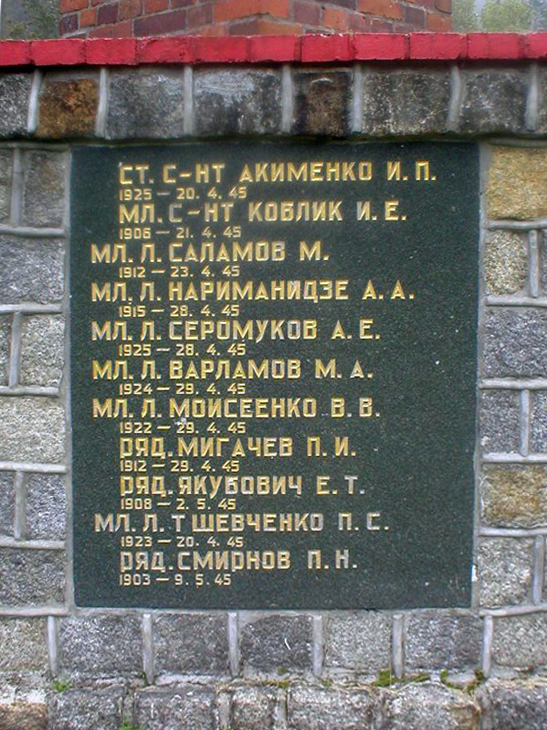 СТ. С-НТ АКИМЕНКО И. П.
1925 – 20. 4. 45
МЛ. С-НТ КОБЛИК И. Е.
1906 – 21. 4. 45
МЛ. Л. САЛАМОВ М.
1912 – 23. 4. 45
МЛ. Л. НАРИМАНИДЗЕ А. А.
1915 – 28. 4. 45
МЛ. Л. СЕРОМУКОВ А. Е.
1925 – 28. 4. 45
МЛ. Л. ВАРЛАМОВ М. А.
1924 – 29. 4. 45
МЛ. Л. МОИСЕЕНКО В. В.
1922 – 29. 4. 45
РЯД. МИГАЧЕВ П. И.
1912 – 29. 4. 45
РЯД. ЯКУБОВИЧ Е. Т.
1908 – 2. 5. 45
МЛ. Л. Т ШЕВЧЕНКО П. С.
1923 – 20. 4. 45
РЯД. СМИРНОВ П. Н.
1903 – 9. 5. 45